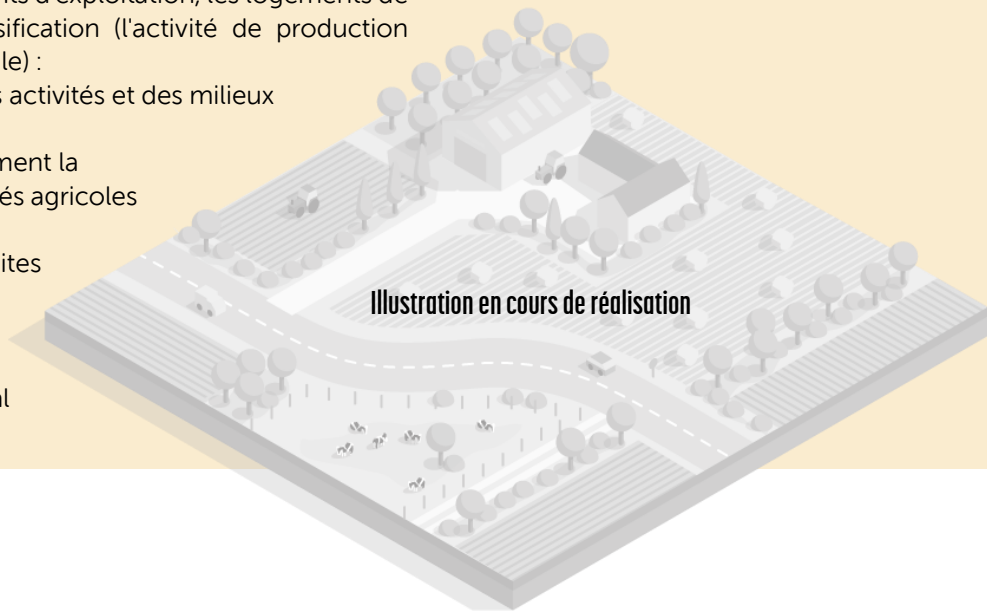 d'exploitation, les logements de
sification (l'activité de production
le) :
s activités et des milieux
ment la
és agricoles
ites
Illustration en cours de réalisation
al